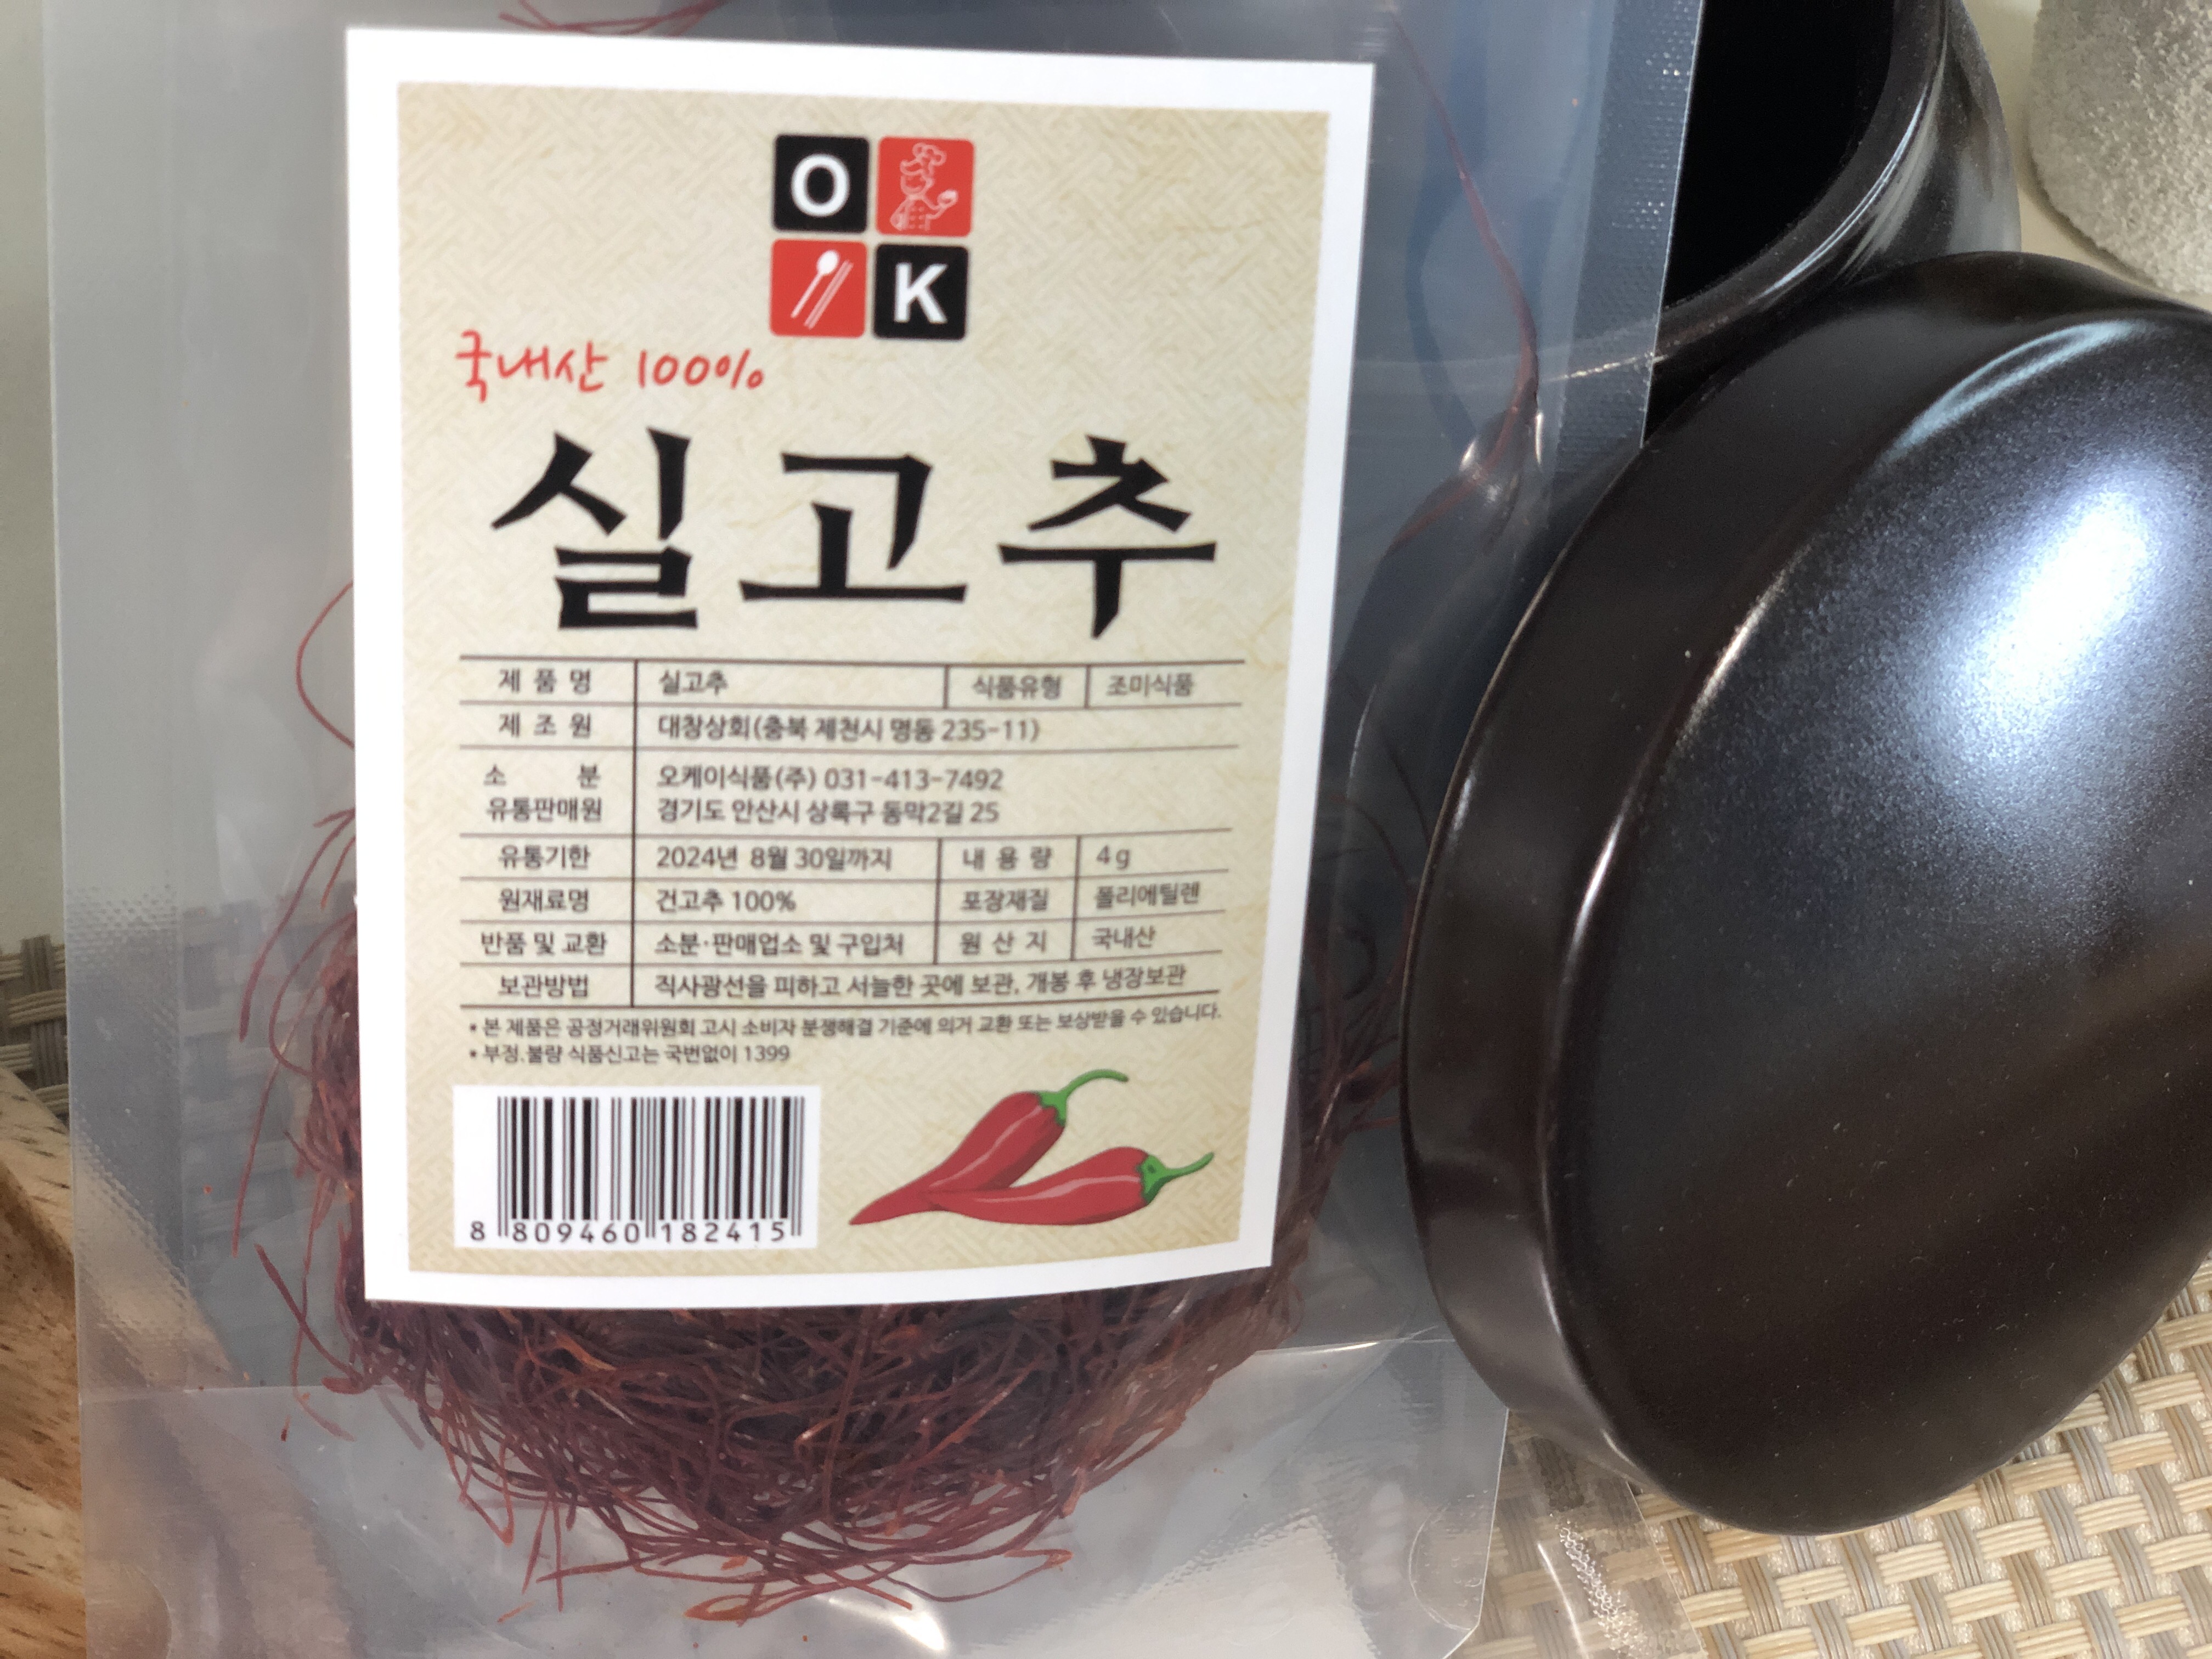 O
K
국내산 100%
실고추
제품명 실고추 식품유형 조미식품
제조원 대창상회(충북 제천시 명동 235-11)
소분 오케이식품(주) 031-413-7492
유통판매원 경기도 안산시 상록구 동막2길 25
유통기한 2024년 8월 30일까지 내용량 4g
원재료명 건고추 100% 포장재질 폴리에틸렌
반품 및 교환 소분·판매업소 및 구입처 원산지 국내산
보관방법 직사광선을 피하고 서늘한 곳에 보관, 개봉 후 냉장보관
* 본 제품은 공정거래위원회 고시 소비자 분쟁해결 기준에 의거 교환 또는 보상받을 수 있습니다.
* 부정.불량 식품신고는 국번없이 1399
8 809460 182415